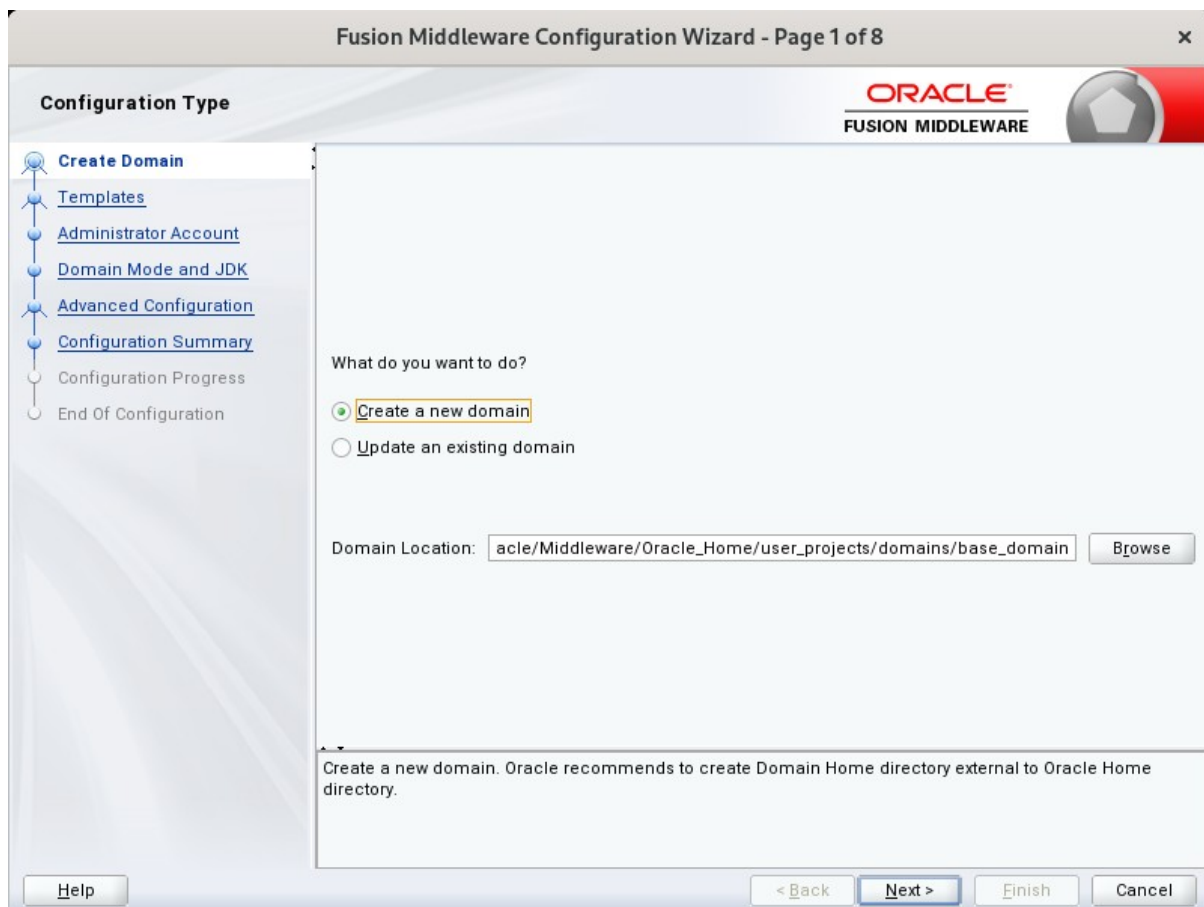 Fusion Middleware Configuration Wizard - Page 1 of 8
Configuration Type
ORACLE
FUSION MIDDLEWARE
Create Domain
Templates
Administrator Account
Domain Mode and JDK
Advanced Configuration
Configuration Summary
Configuration Progress
End Of Configuration
What do you want to do?
Create a new domain
Update an existing domain
Domain Location: acle/Middleware/Oracle_Home/user_projects/domains/base_domain Browse
Create a new domain. Oracle recommends to create Domain Home directory external to Oracle Home
directory.
Help < Back Next > Finish Cancel